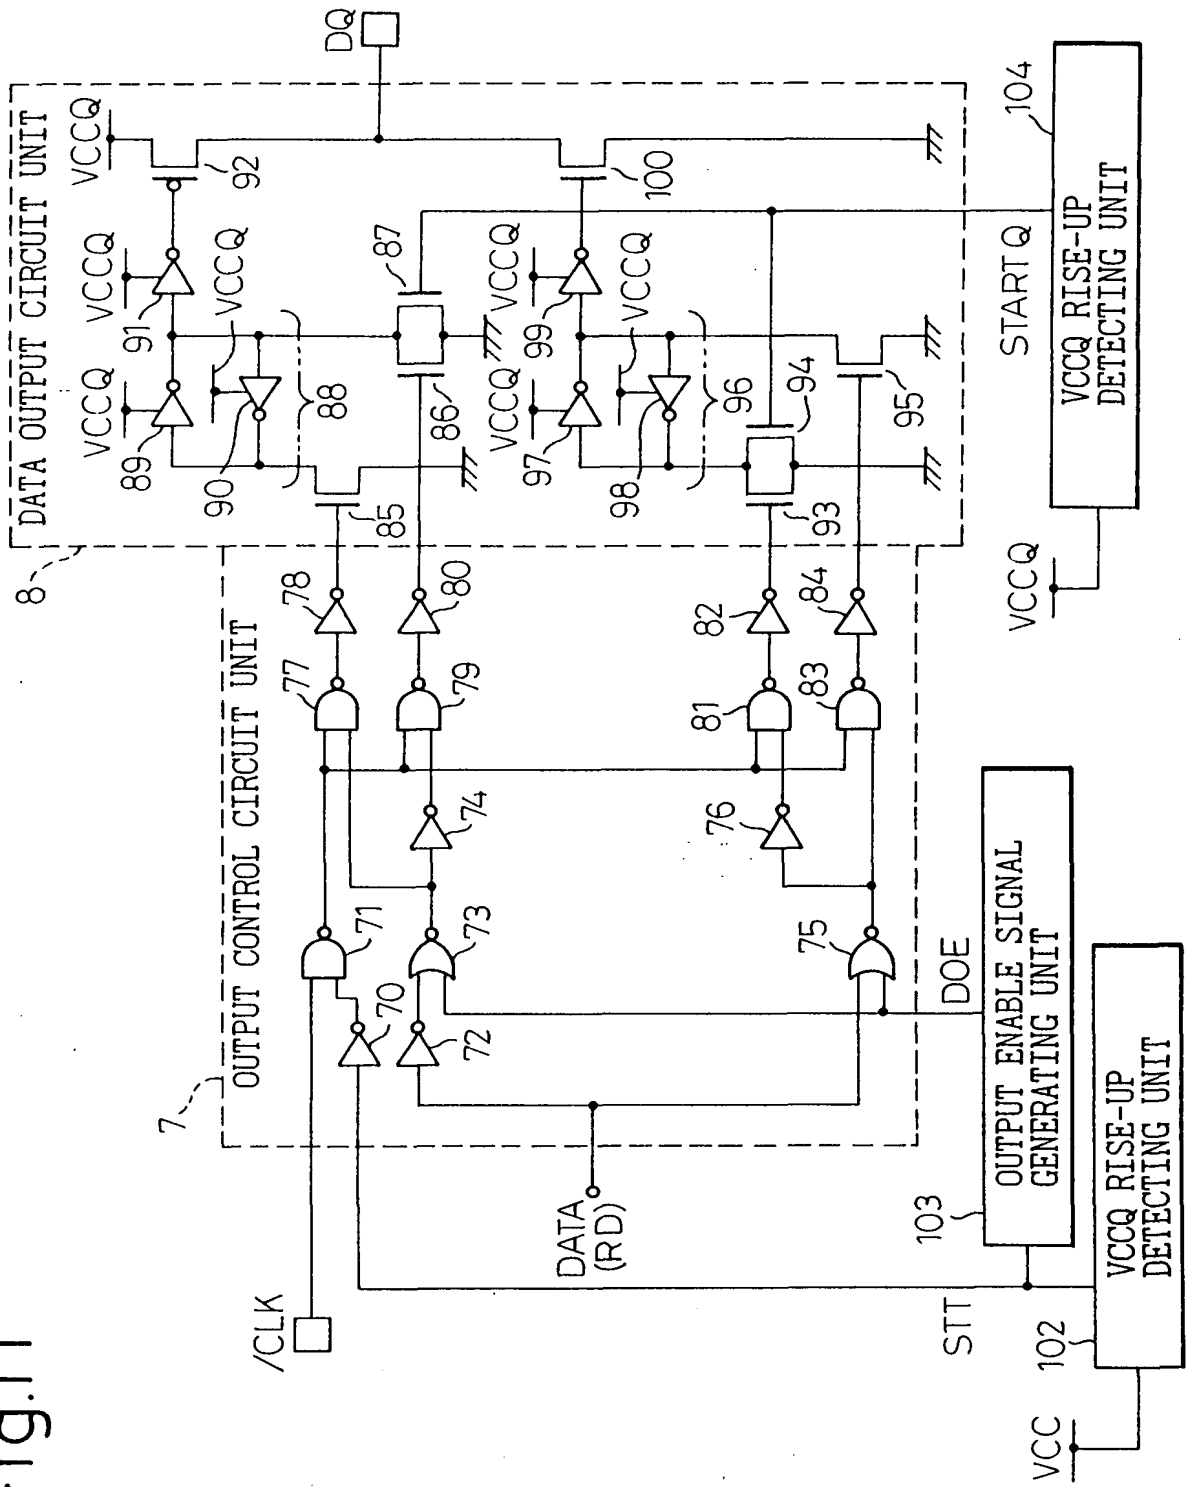 Fig.11
8
DATA OUTPUT CIRCUIT UNIT
VCCQ
VCCQ
VCCQ
89
91
92
DQ
90
VCCQ
88
85
86
87
VCCQ
VCCQ
97
99
100
98
VCCQ
96
93
94
95
7
OUTPUT CONTROL CIRCUIT UNIT
/CLK
70
71
72
73
74
75
76
77
78
79
80
81
82
83
84
DATA
(RD)
DOE
STT
STARTQ
103
OUTPUT ENABLE SIGNAL
GENERATING UNIT
VCC
102
VCCQ RISE-UP
DETECTING UNIT
VCCQ
104
VCCQ RISE-UP
DETECTING UNIT